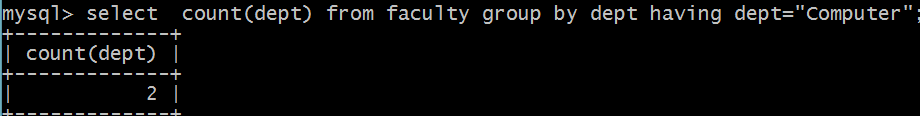 mysql> select  count(dept) from faculty group by dept having dept="Computer";
+-------------+
| count(dept) |
+-------------+
|           2 |
+-------------+